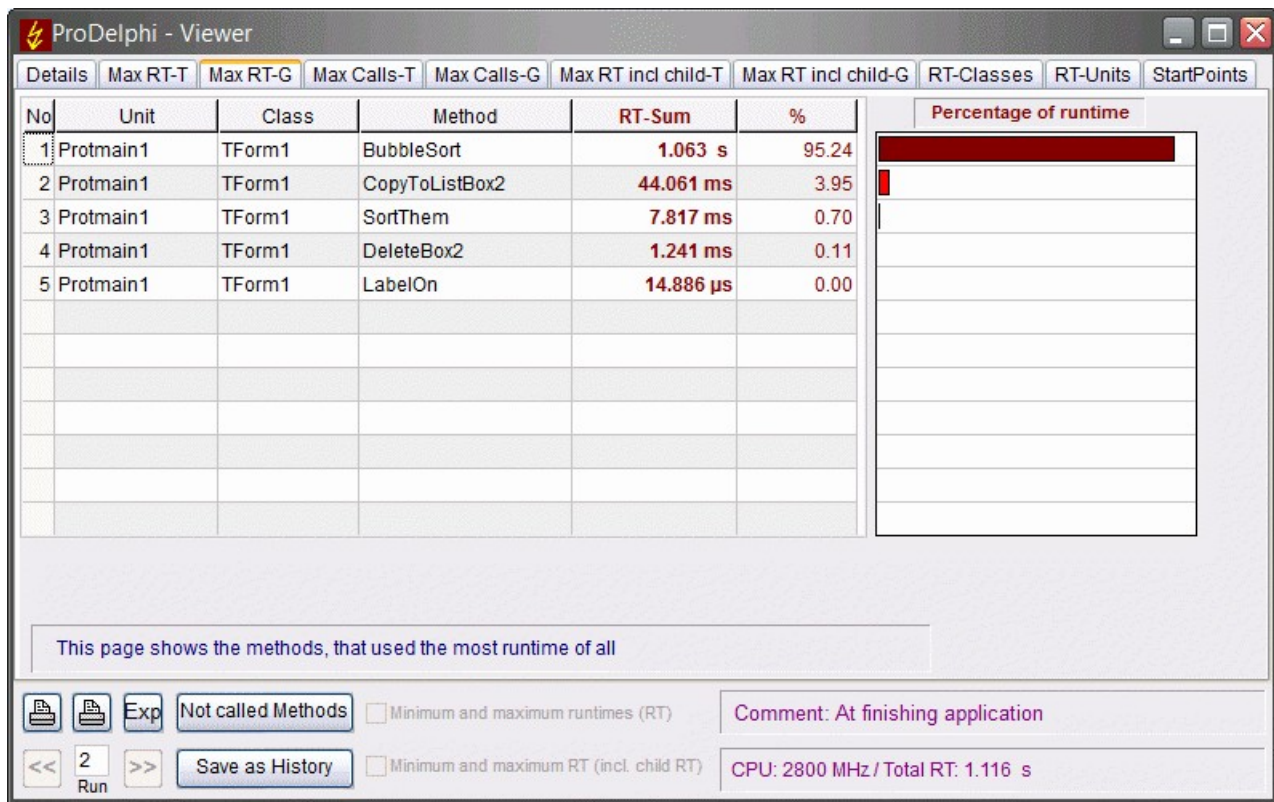 ProDelphi - Viewer
Details Max RT-T Max RT-G Max Calls-T Max Calls-G Max RT incl child-T Max RT incl child-G RT-Classes RT-Units StartPoints
No Unit Class Method RT-Sum % Percentage of runtime
1 Protmain1 TForm1 BubbleSort 1.063 s 95.24
2 Protmain1 TForm1 CopyToListBox2 44.061 ms 3.95
3 Protmain1 TForm1 SortThem 7.817 ms 0.70
4 Protmain1 TForm1 DeleteBox2 1.241 ms 0.11
5 Protmain1 TForm1 LabelOn 14.886 µs 0.00
This page shows the methods, that used the most runtime of all
Exp Not called Methods Minimum and maximum runtimes (RT) Comment: At finishing application
<< 2 >> Save as History Minimum and maximum RT (incl. child RT) CPU: 2800 MHz / Total RT: 1.116 s
Run